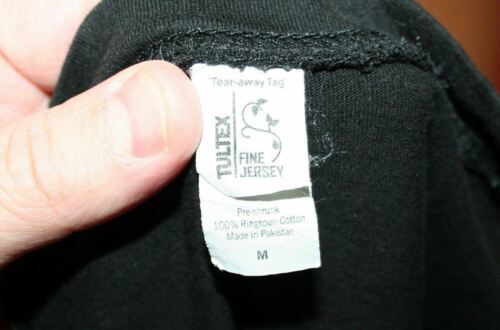 "Tear-away Tag"
TULTEX
FINE
JERSEY
Pre-shrunk
100% Ringspun Cotton
Made in Pakistan
M